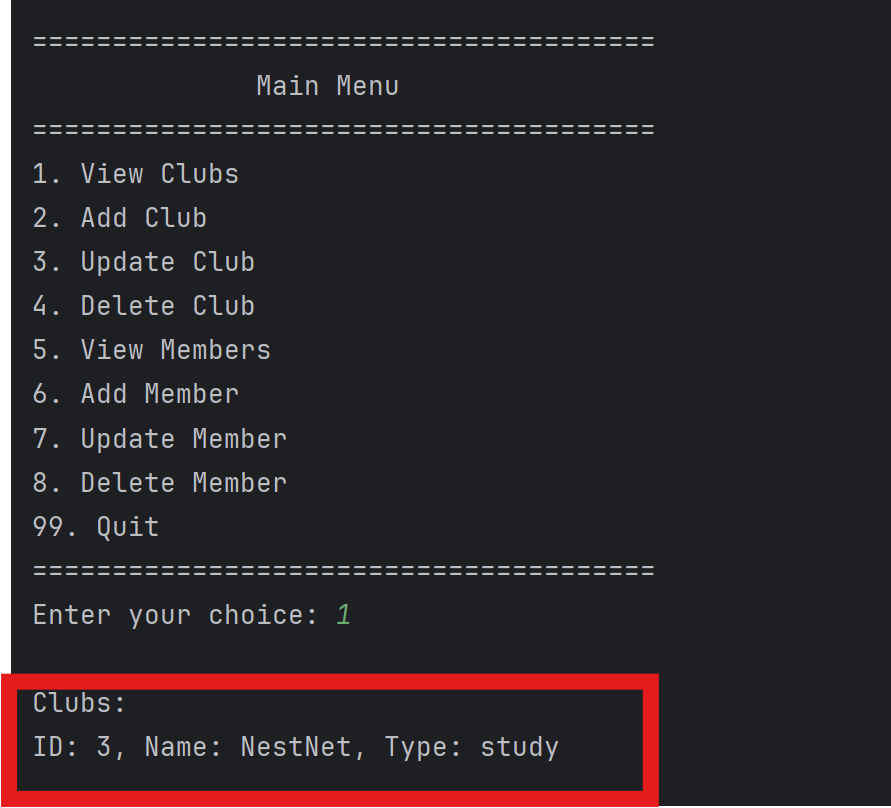 =======================================
Main Menu
=======================================
1. View Clubs
2. Add Club
3. Update Club
4. Delete Club
5. View Members
6. Add Member
7. Update Member
8. Delete Member
99. Quit
=======================================
Enter your choice: 1
Clubs:
ID: 3, Name: NestNet, Type: study